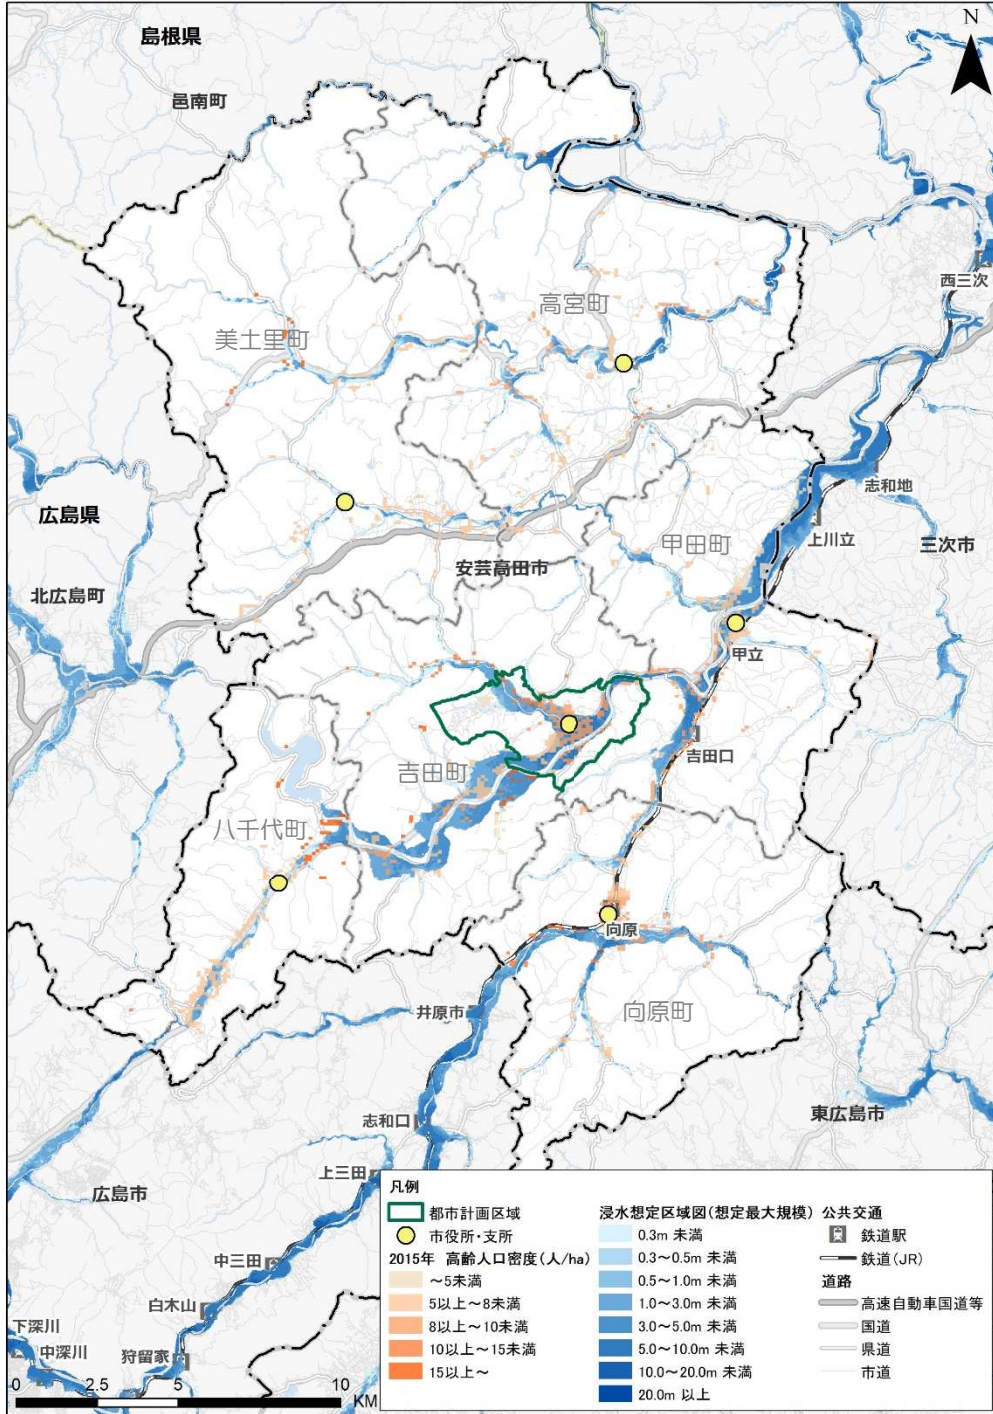 N
島根県
邑南町
西三次
高宮町
美土里町
志和地
広島県
上川立
甲田町
三次市
安芸高田市
北広島町
甲立
吉田口
吉田町
八千代町
向原
井原市
向原町
志和口
東広島市
上三田
広島市
中三田
白木山
下深川
狩留家
中深川
0 2.5 5 10
KM
凡例
都市計画区域
市役所・支所
2015年 高齢人口密度(人/ha)
～5未満
5以上～8未満
8以上～10未満
10以上～15未満
15以上～
浸水想定区域図(想定最大規模)
0.3m 未満
0.3～0.5m 未満
0.5～1.0m 未満
1.0～3.0m 未満
3.0～5.0m 未満
5.0～10.0m 未満
10.0～20.0m 未満
20.0m 以上
公共交通
鉄道駅
鉄道(JR)
道路
高速自動車国道等
国道
県道
市道